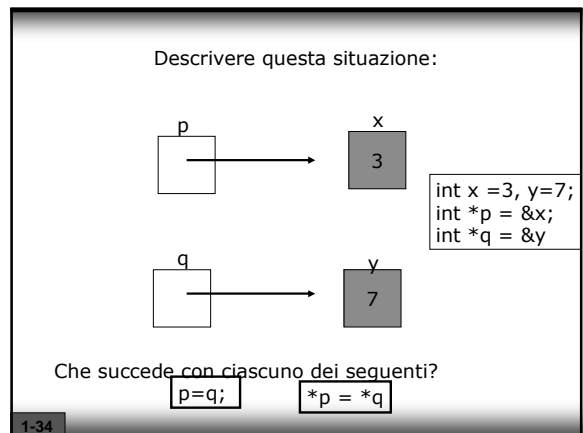 Descrivere questa situazione:
p
x
3
int x =3, y=7;
int *p = &x;
int *q = &y
q
y
7
Che succede con ciascuno dei seguenti?
p=q;
*p = *q
1-34